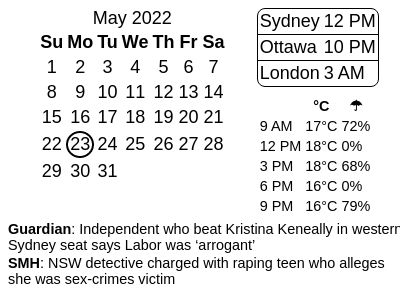 May 2022
Su Mo Tu We Th Fr Sa
1 2 3 4 5 6 7
8 9 10 11 12 13 14
15 16 17 18 19 20 21
22 23 24 25 26 27 28
29 30 31
Sydney 12 PM
Ottawa 10 PM
London 3 AM
°C ☂
9 AM 17°C 72%
12 PM 18°C 0%
3 PM 18°C 68%
6 PM 16°C 0%
9 PM 16°C 79%
Guardian: Independent who beat Kristina Keneally in western
Sydney seat says Labor was ‘arrogant’
SMH: NSW detective charged with raping teen who alleges
she was sex-crimes victim